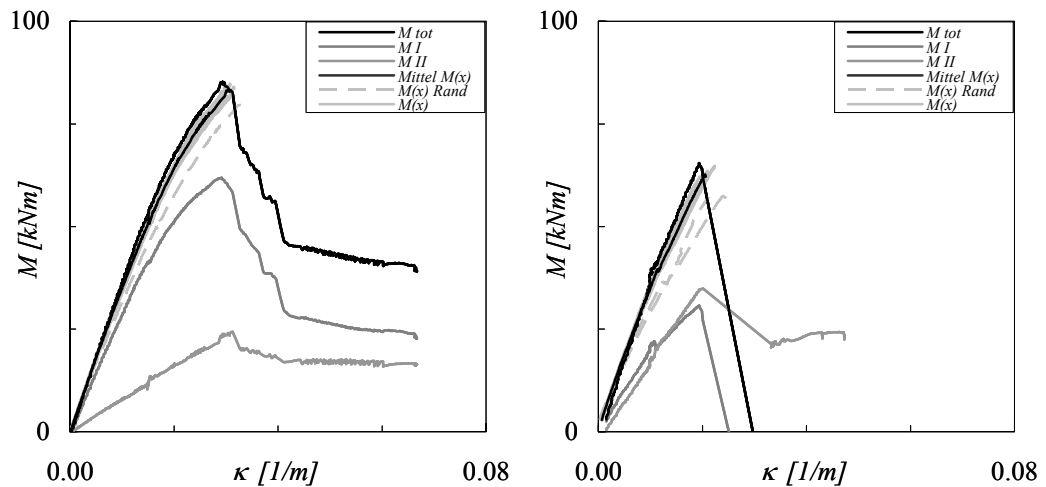 100
M tot
M I
M II
Mittel M(x)
M(x) Rand
M(x)
M [kNm]
0
0.00
κ [1/m]
0.08
100
M tot
M I
M II
Mittel M(x)
M(x) Rand
M(x)
M [kNm]
0
0.00
κ [1/m]
0.08